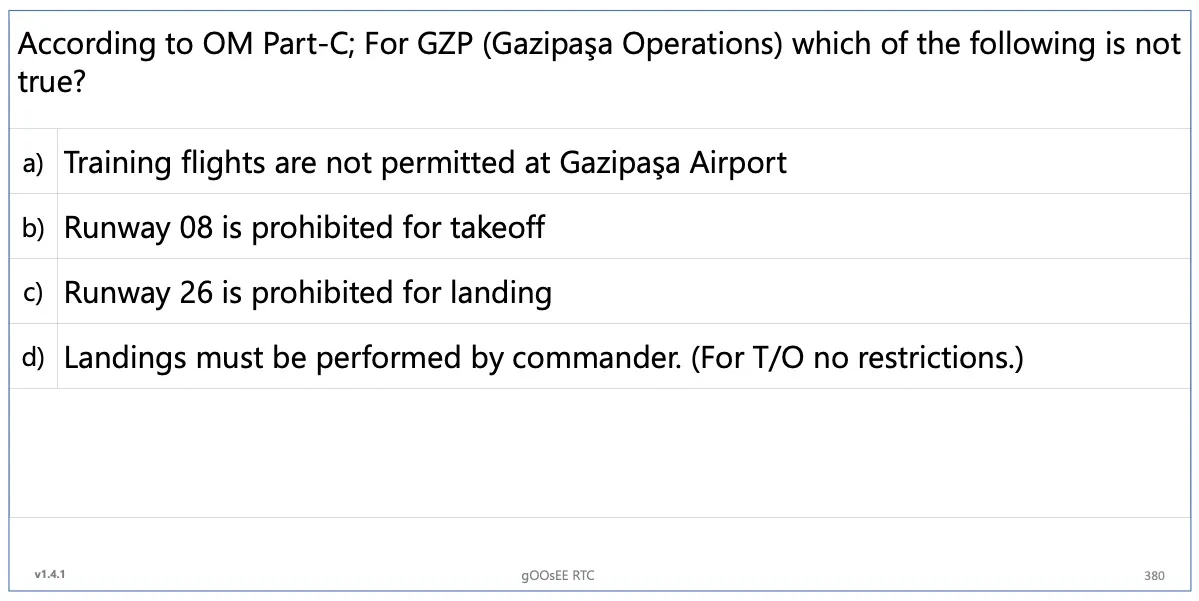 According to OM Part-C; For GZP (Gazipaşa Operations) which of the following is not
true?
a) Training flights are not permitted at Gazipaşa Airport
b) Runway 08 is prohibited for takeoff
c) Runway 26 is prohibited for landing
d) Landings must be performed by commander. (For T/O no restrictions.)
v1.4.1 gOOsEE RTC 380